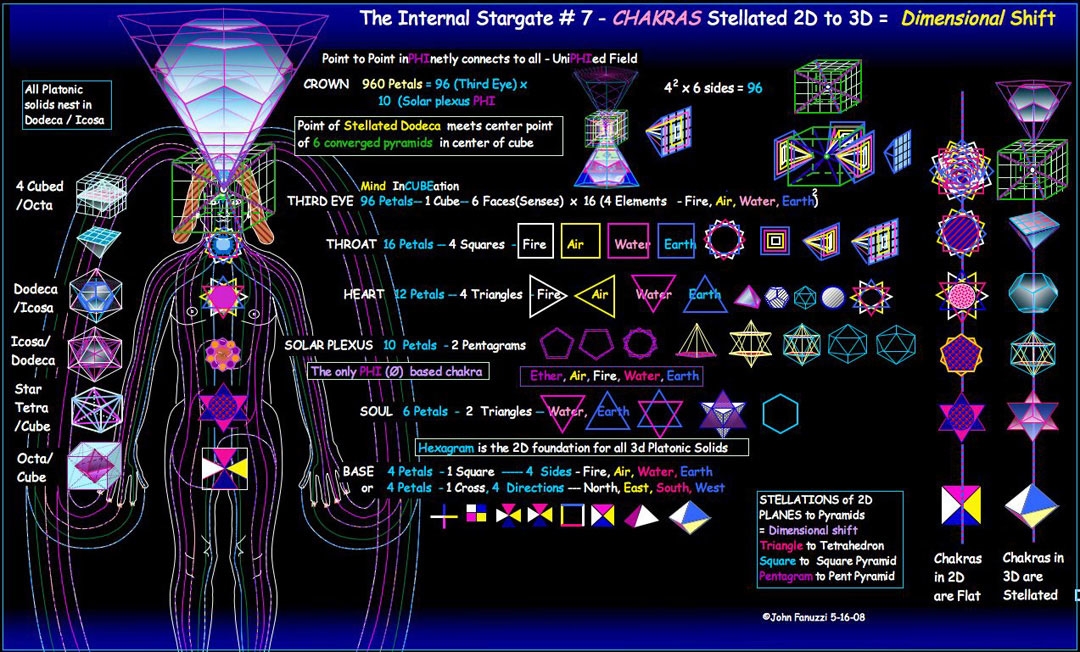 The Internal Stargate # 7 - CHAKRAS Stellated 2D to 3D = Dimensional Shift
Point to Point inPHInetly connects to all - UniPHIed Field
CROWN 960 Petals = 96 (Third Eye) x
10 (Solar plexus PHI
4² x 6 sides = 96
All Platonic
solids nest in
Dodeca / Icosa
Point of Stellated Dodeca meets center point
of 6 converged pyramids in center of cube
4 Cubed
/Octa
Mind InCUBEation
THIRD EYE 96 Petals-- 1 Cube-- 6 Faces(Senses) x 16 (4 Elements - Fire, Air, Water, Earth)²
THROAT 16 Petals -- 4 Squares - Fire Air Water Earth
Dodeca
/Icosa
HEART 12 Petals -- 4 Triangles - Fire Air Water Earth
Icosa/
Dodeca
SOLAR PLEXUS 10 Petals - 2 Pentagrams
The only PHI (Ø) based chakra
Ether, Air, Fire, Water, Earth
Star
Tetra
/Cube
SOUL 6 Petals - 2 Triangles -- Water, Earth
Hexagram is the 2D foundation for all 3d Platonic Solids
Octa/
Cube
BASE 4 Petals - 1 Square ---- 4 Sides - Fire, Air, Water, Earth
or 4 Petals - 1 Cross, 4 Directions --- North, East, South, West
STELLATIONS of 2D
PLANES to Pyramids
= Dimensional shift
Triangle to Tetrahedron
Square to Square Pyramid
Pentagram to Pent Pyramid
Chakras
in 2D
are Flat
Chakras in
3D are
Stellated
©John Fanuzzi 5-16-08